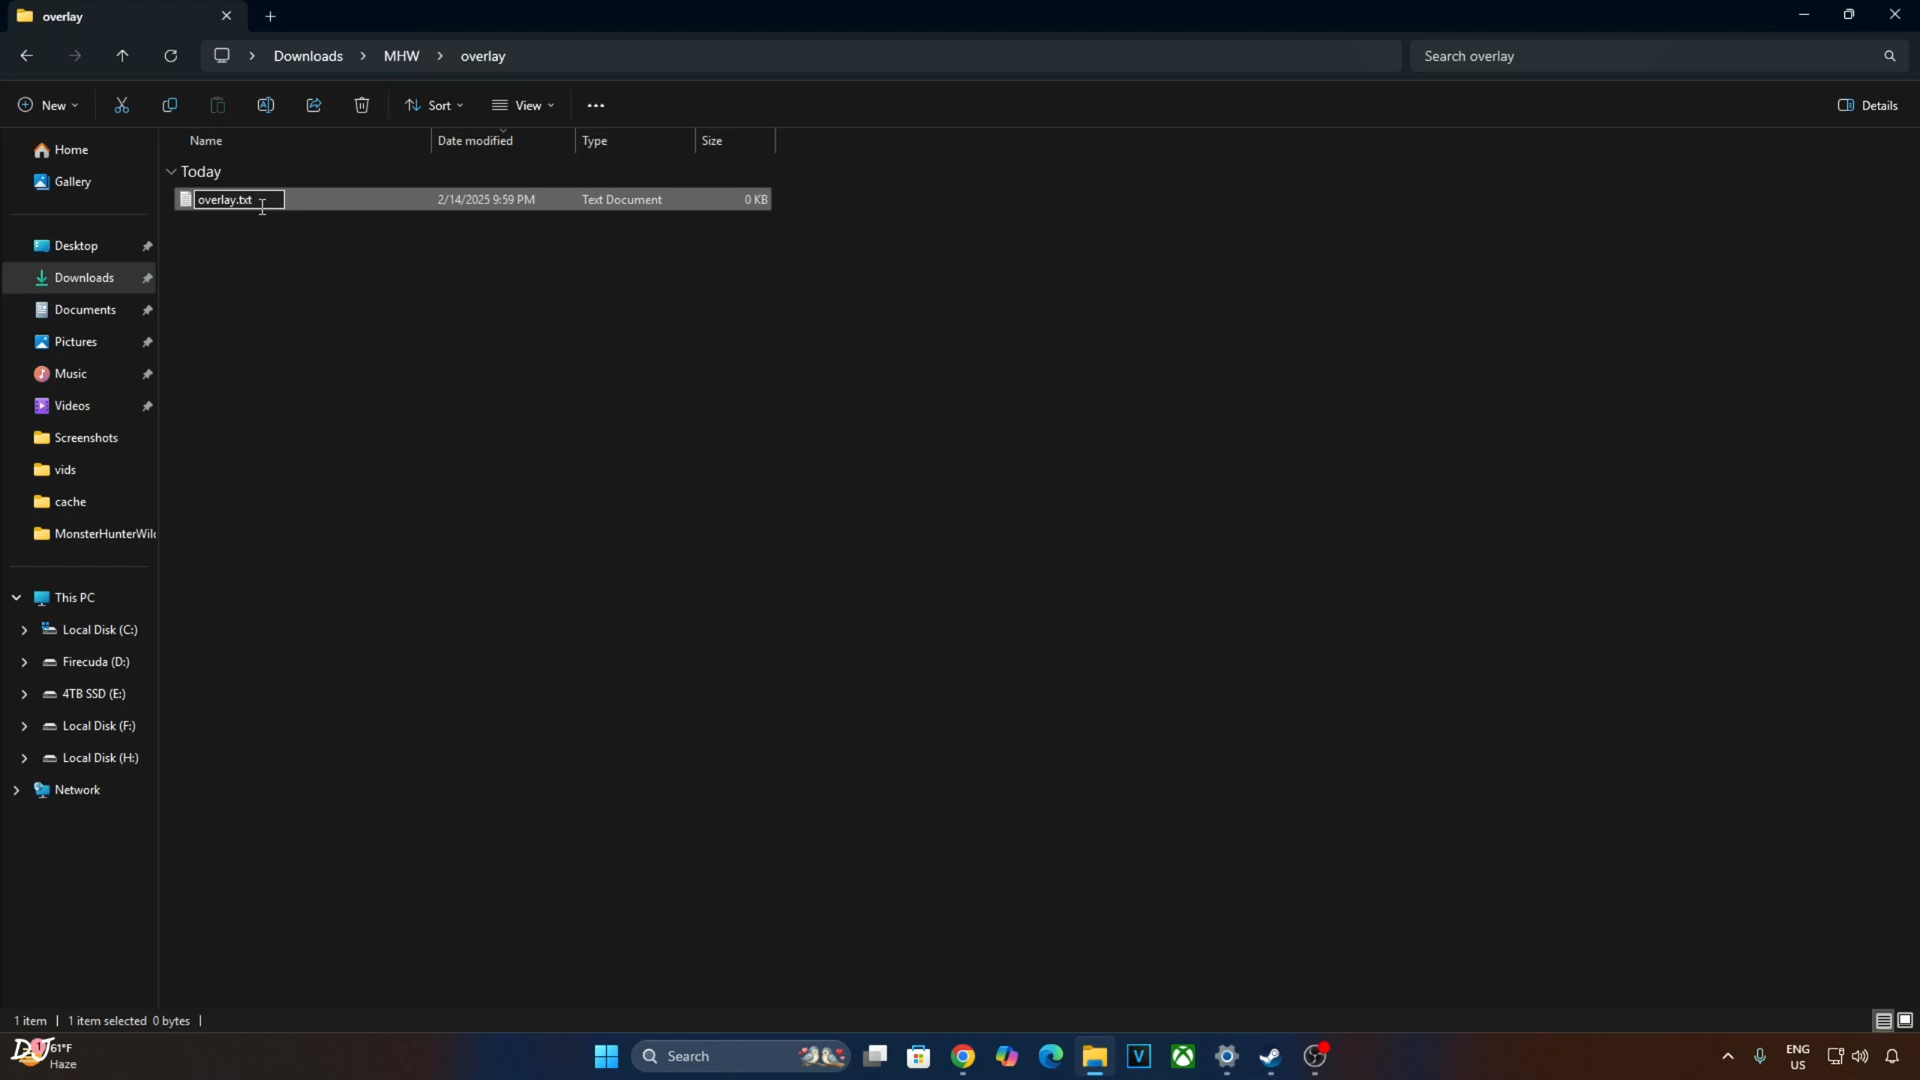 overlay
Downloads
MHW
overlay
Search overlay
New
Sort
View
Details
Home
Gallery
Desktop
Downloads
Documents
Pictures
Music
Videos
Screenshots
vids
cache
MonsterHunterWil
This PC
Local Disk (C:)
Firecuda (D:)
4TB SSD (E:)
Local Disk (F:)
Local Disk (H:)
Network
Name
Date modified
Type
Size
Today
overlay.txt
2/14/2025 9:59 PM
Text Document
0 KB
1 item
1 item selected 0 bytes
DJ
1
61°F
Haze
Search
V
ENG
US